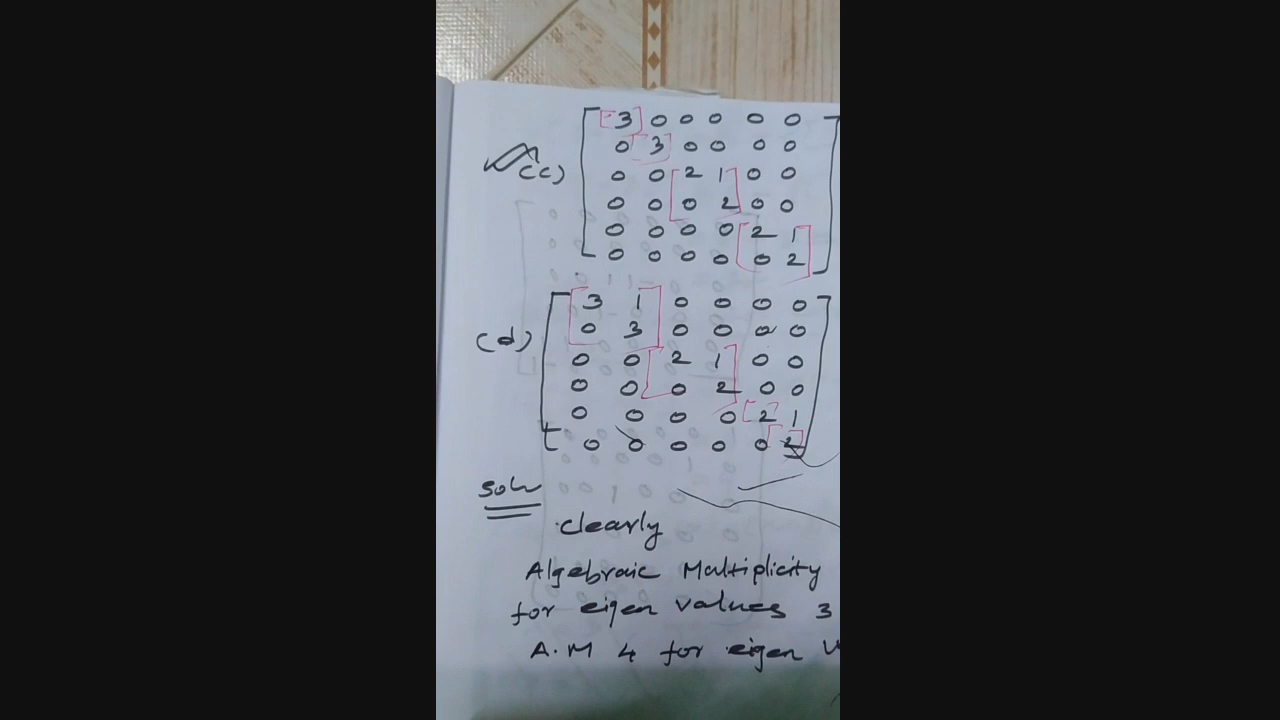 3 0 0 0 0 0
0 3 0 0 0 0
(c) 0 0 2 1 0 0
0 0 0 2 0 0
0 0 0 0 2 1
0 0 0 0 0 2
3 1 0 0 0 0
(d) 0 3 0 0 0 0
0 0 2 1 0 0
0 0 0 2 0 0
0 0 0 0 2 1
0 0 0 0 0 2
Soln
clearly
Algebraic Multiplicity
for eigen values 3
A.M 4 for eigen